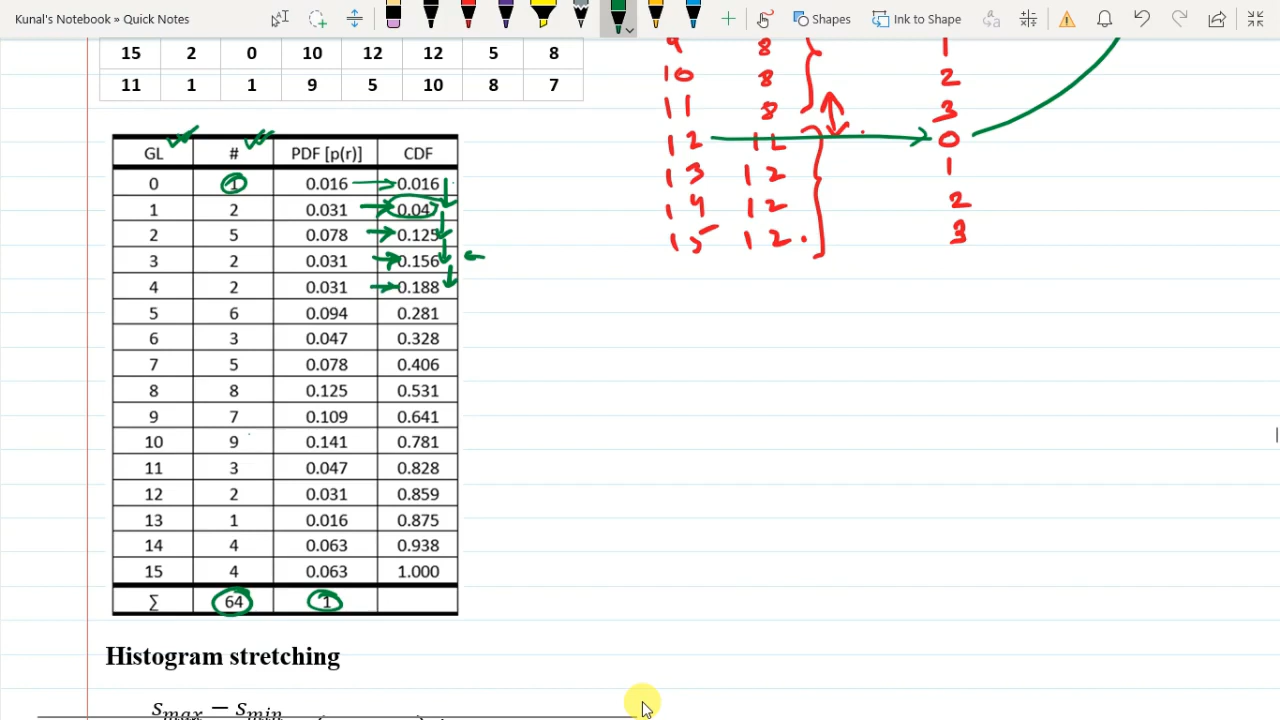 Kunal's Notebook » Quick Notes
Shapes
Ink to Shape
15 2 0 10 12 12 5 8
11 1 1 9 5 10 8 7
GL # PDF [p(r)] CDF
0 1 0.016 0.016
1 2 0.031 0.047
2 5 0.078 0.125
3 2 0.031 0.156
4 2 0.031 0.188
5 6 0.094 0.281
6 3 0.047 0.328
7 5 0.078 0.406
8 8 0.125 0.531
9 7 0.109 0.641
10 9 0.141 0.781
11 3 0.047 0.828
12 2 0.031 0.859
13 1 0.016 0.875
14 4 0.063 0.938
15 4 0.063 1.000
∑ 64 1
9 8 1
10 8 2
11 8 3
12 12 0
13 12 1
14 12 2
15 12 3
Histogram stretching
s_max − s_min